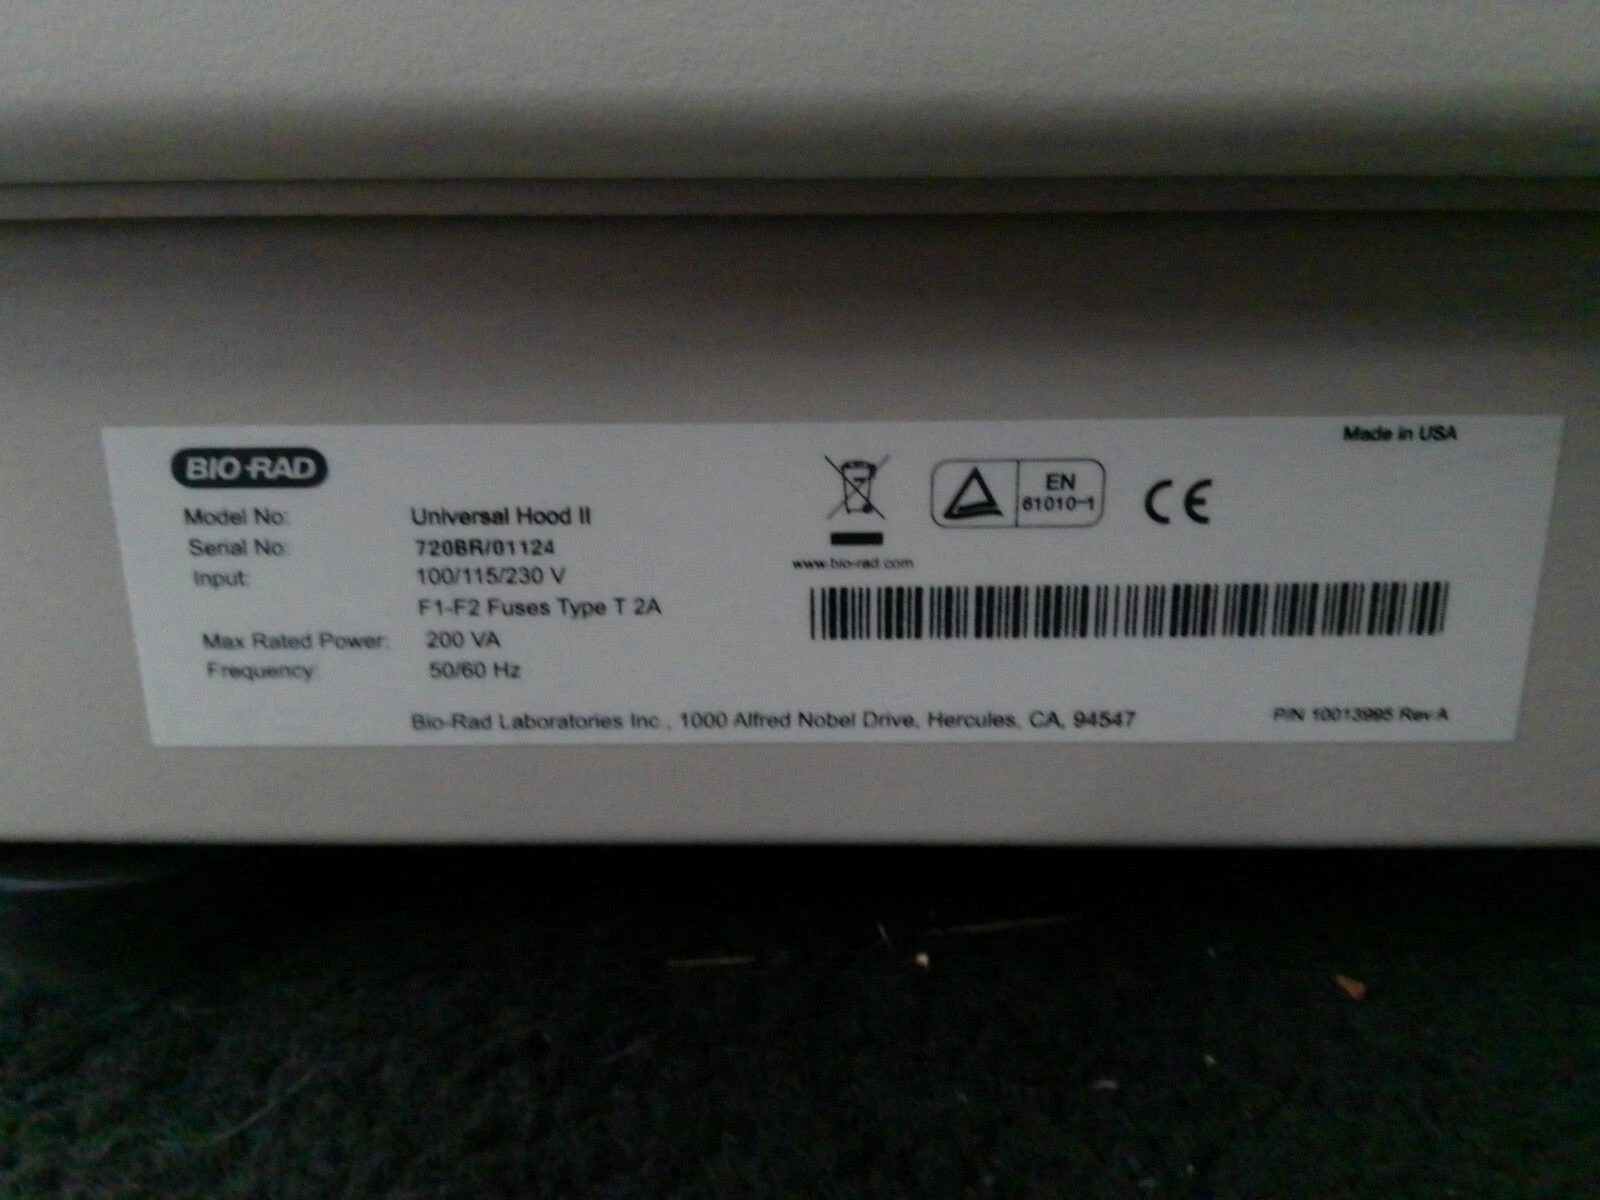 Made in USA
BIO-RAD
EN
61010-1
CE
Model No: Universal Hood II
Serial No: 720BR/01124
www.bio-rad.com
Input: 100/115/230 V
F1-F2 Fuses Type T 2A
Max Rated Power: 200 VA
Frequency: 50/60 Hz
Bio-Rad Laboratories Inc., 1000 Alfred Nobel Drive, Hercules, CA, 94547
P/N 10013995 Rev A